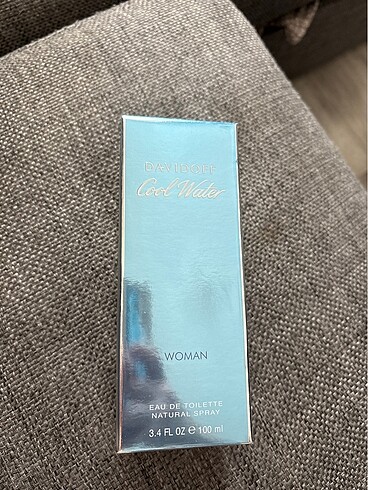 DAVIDOFF
Cool Water
WOMAN
EAU DE TOILETTE
NATURAL SPRAY
3.4 FL OZ ℮ 100 ml